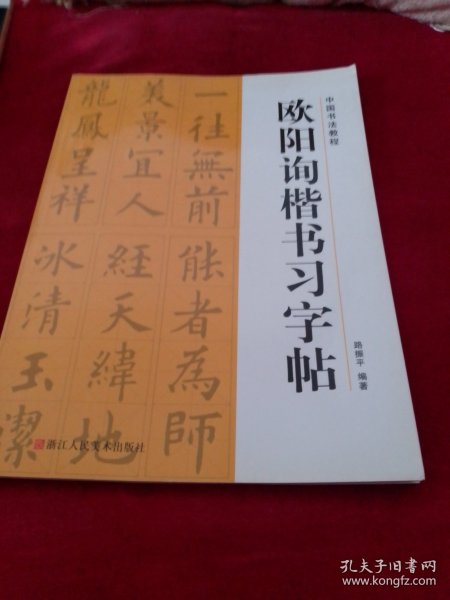 中国书法教程
欧阳询楷书习字帖
路振平 编著
一往無前
能者為師
美景宜人
經天緯地
龍鳳呈祥
冰清玉潔
浙江人民美术出版社
孔夫子旧书网
www.kongfz.com